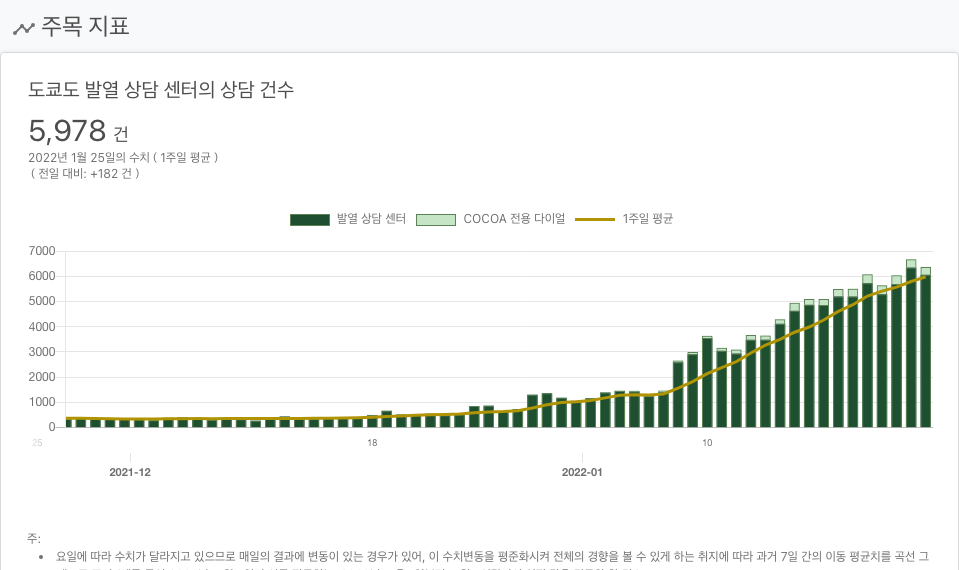 주목 지표
도쿄도 발열 상담 센터의 상담 건수
5,978 건
2022년 1월 25일의 수치 ( 1주일 평균 )
( 전일 대비: +182 건 )
발열 상담 센터 COCOA 전용 다이얼 1주일 평균
7000
6000
5000
4000
3000
2000
1000
0
25 18 10
2021-12 2022-01
주:
• 요일에 따라 수치가 달라지고 있으므로 매일의 결과에 변동이 있는 경우가 있어, 이 수치변동을 평준화시켜 전체의 경향을 볼 수 있게 하는 취지에 따라 과거 7일 간의 이동 평균치를 곡선 그